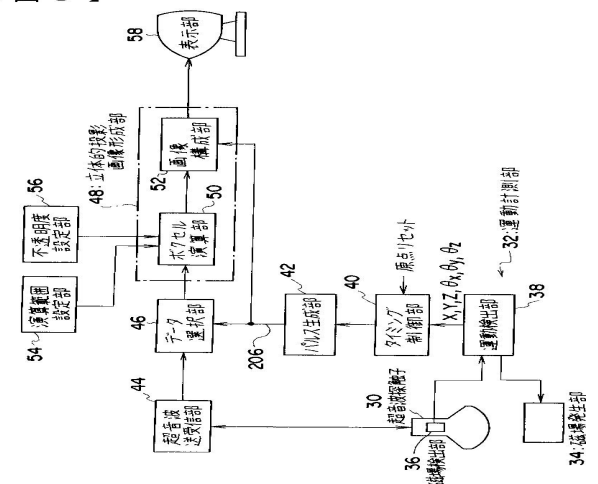 58
表示部
48:立体的投影
画像形成部
52
画像
構成部
56
不透明度
設定部
50
ボクセル
演算部
54
演算範囲
設定部
46
データ
選択部
44
超音波
送受信部
42
パルス生成部
206
原点リセット
40
タイミング
制御部
X,Y,Z,θx,θy,θz
32:運動計測部
38
運動検出部
30
超音波探触子
36
磁場検出部
34:磁場発生部